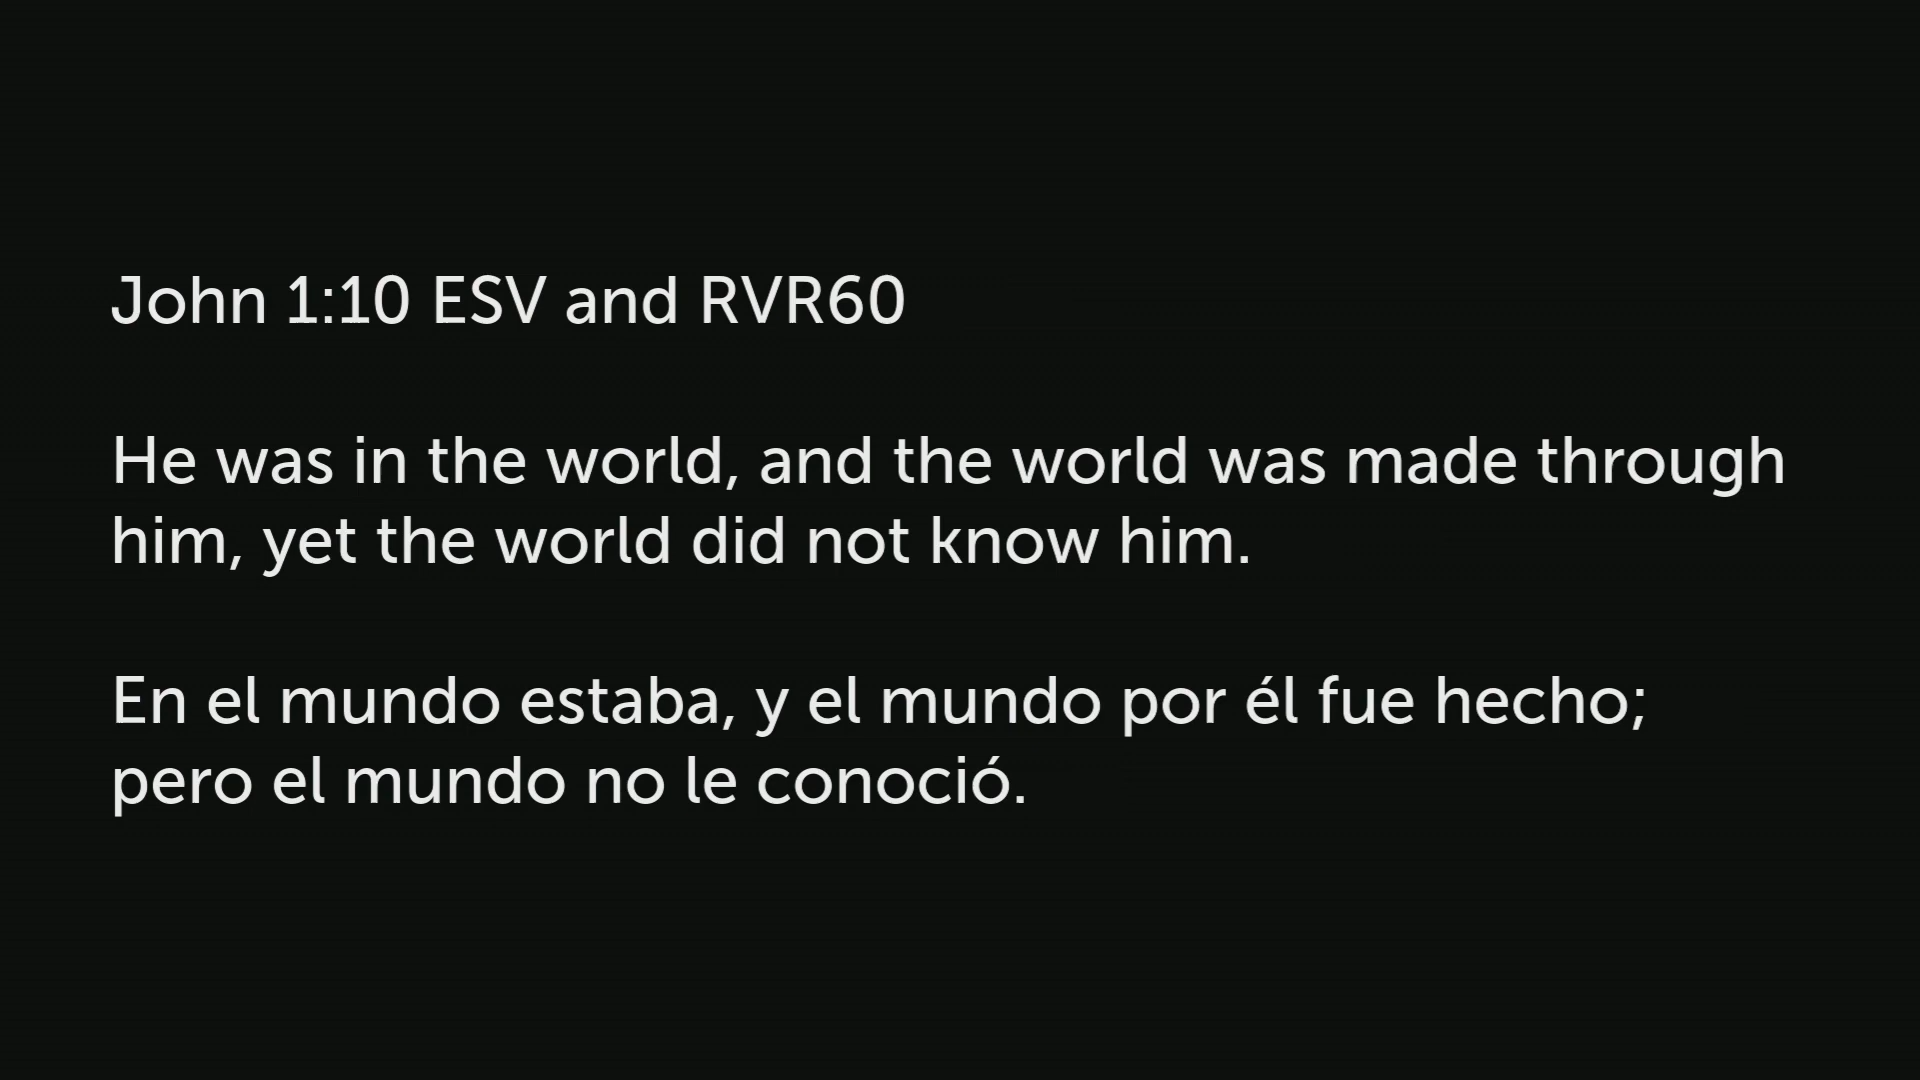 John 1:10 ESV and RVR60
He was in the world, and the world was made through
him, yet the world did not know him.
En el mundo estaba, y el mundo por él fue hecho;
pero el mundo no le conoció.